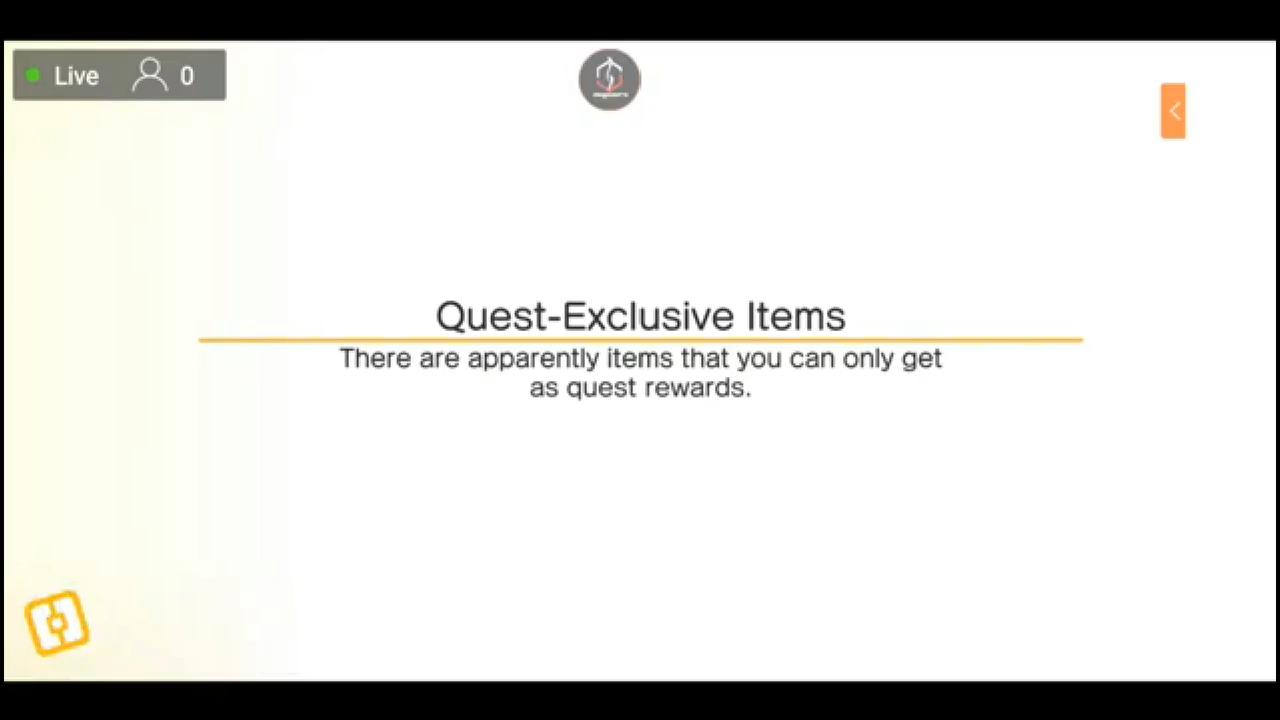 Live 0
Quest-Exclusive Items
There are apparently items that you can only get
as quest rewards.